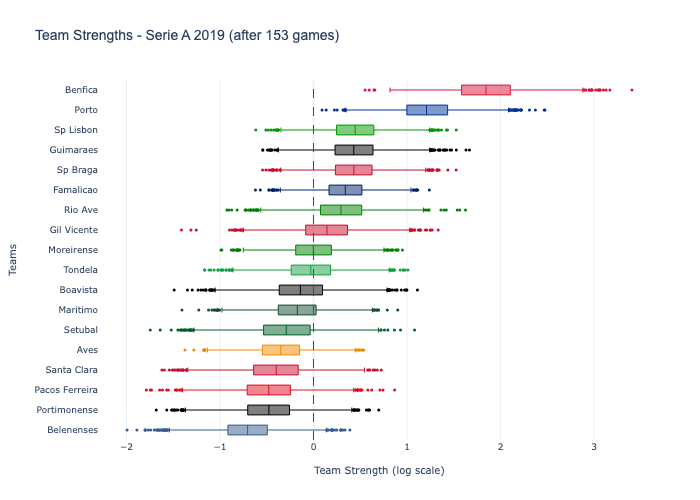 Team Strengths - Serie A 2019 (after 153 games)
Benfica
Porto
Sp Lisbon
Guimaraes
Sp Braga
Famalicao
Rio Ave
Gil Vicente
Moreirense
Tondela
Boavista
Maritimo
Setubal
Aves
Santa Clara
Pacos Ferreira
Portimonense
Belenenses
Teams
−2 −1 0 1 2 3
Team Strength (log scale)